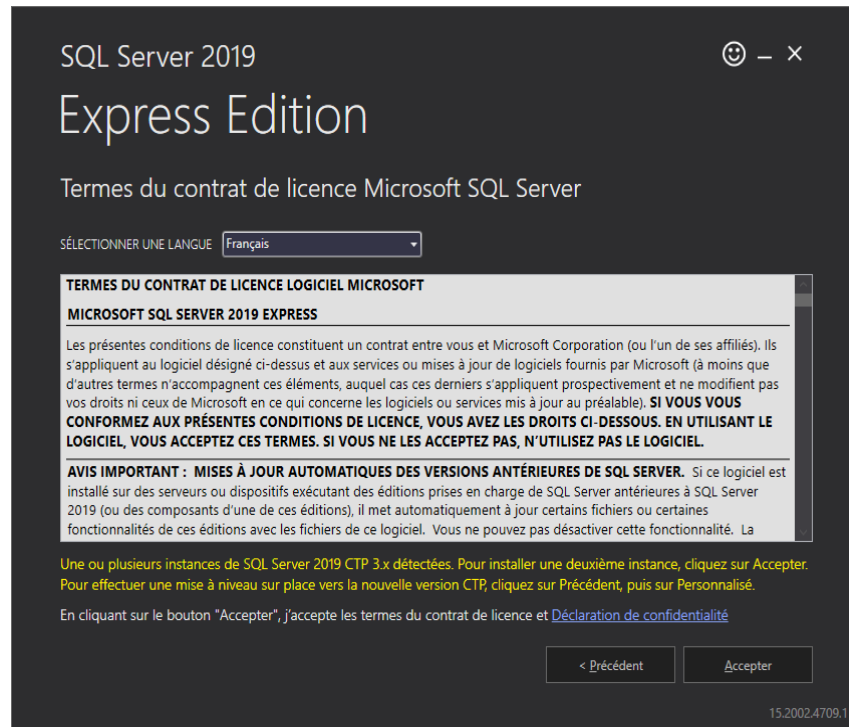 SQL Server 2019
Express Edition
Termes du contrat de licence Microsoft SQL Server
SÉLECTIONNER UNE LANGUE Français
TERMES DU CONTRAT DE LICENCE LOGICIEL MICROSOFT
MICROSOFT SQL SERVER 2019 EXPRESS
Les présentes conditions de licence constituent un contrat entre vous et Microsoft Corporation (ou l'un de ses affiliés). Ils
s'appliquent au logiciel désigné ci-dessus et aux services ou mises à jour de logiciels fournis par Microsoft (à moins que
d'autres termes n'accompagnent ces éléments, auquel cas ces derniers s'appliquent prospectivement et ne modifient pas
vos droits ni ceux de Microsoft en ce qui concerne les logiciels ou services mis à jour au préalable). SI VOUS VOUS
CONFORMEZ AUX PRÉSENTES CONDITIONS DE LICENCE, VOUS AVEZ LES DROITS CI-DESSOUS. EN UTILISANT LE
LOGICIEL, VOUS ACCEPTEZ CES TERMES. SI VOUS NE LES ACCEPTEZ PAS, N'UTILISEZ PAS LE LOGICIEL.
AVIS IMPORTANT : MISES À JOUR AUTOMATIQUES DES VERSIONS ANTÉRIEURES DE SQL SERVER. Si ce logiciel est
installé sur des serveurs ou dispositifs exécutant des éditions prises en charge de SQL Server antérieures à SQL Server
2019 (ou des composants d'une de ces éditions), il met automatiquement à jour certains fichiers ou certaines
fonctionnalités de ces éditions avec les fichiers de ce logiciel. Vous ne pouvez pas désactiver cette fonctionnalité. La
Une ou plusieurs instances de SQL Server 2019 CTP 3.x détectées. Pour installer une deuxième instance, cliquez sur Accepter.
Pour effectuer une mise à niveau sur place vers la nouvelle version CTP, cliquez sur Précédent, puis sur Personnalisé.
En cliquant sur le bouton "Accepter", j'accepte les termes du contrat de licence et Déclaration de confidentialité
< Précédent Accepter
15.2002.4709.1